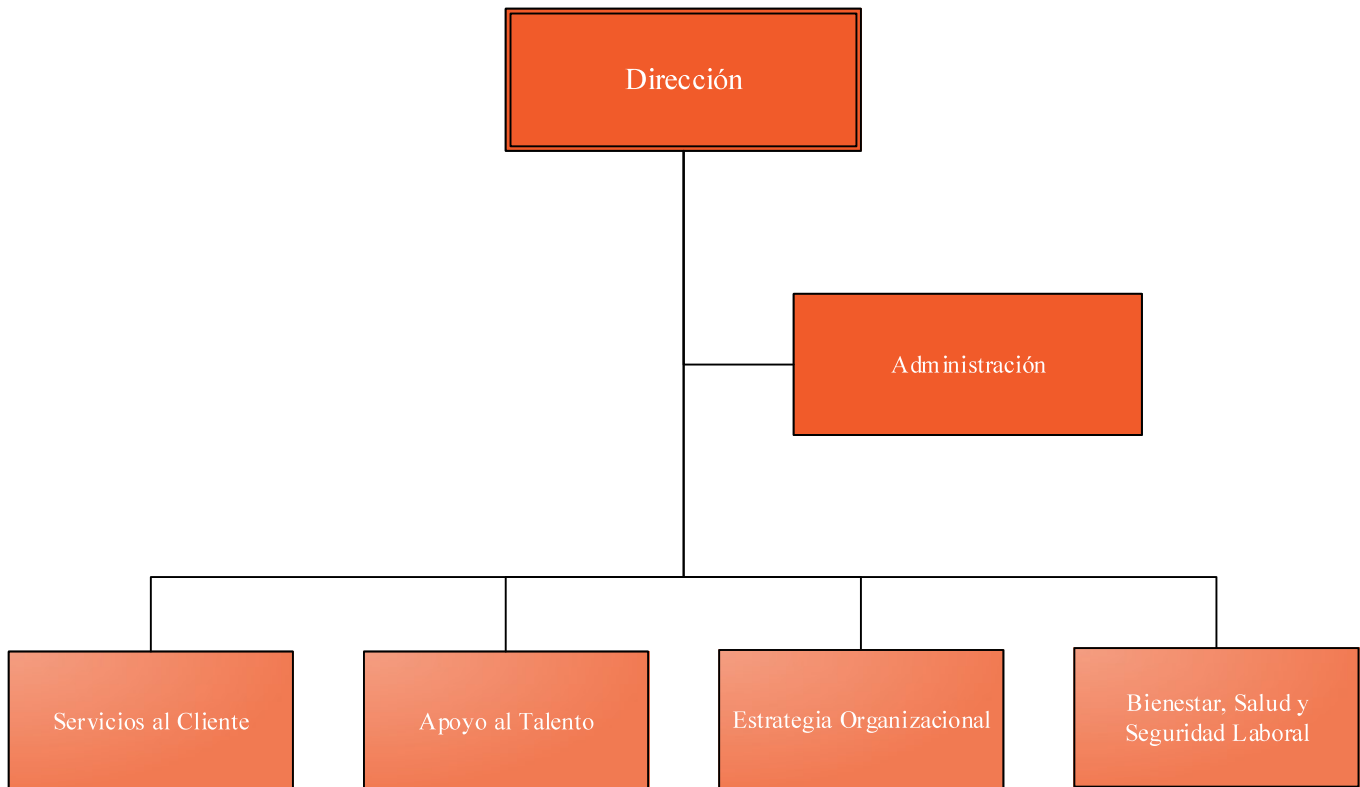 Dirección
Administración
Servicios al Cliente
Apoyo al Talento
Estrategia Organizacional
Bienestar, Salud y
Seguridad Laboral